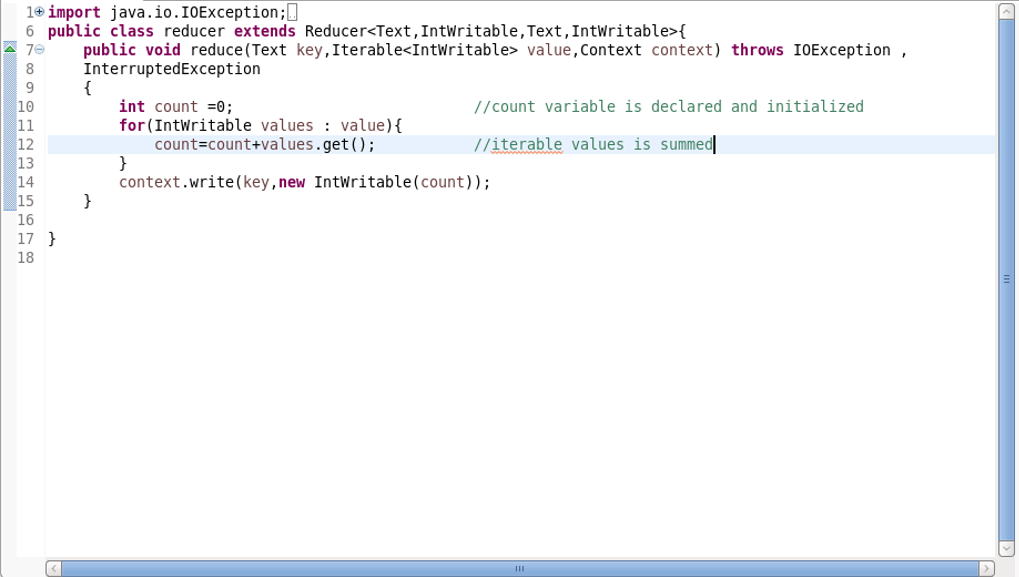 1 import java.io.IOException;
6 public class reducer extends Reducer<Text,IntWritable,Text,IntWritable>{
7 public void reduce(Text key,Iterable<IntWritable> value,Context context) throws IOException ,
8 InterruptedException
9 {
10 int count =0; //count variable is declared and initialized
11 for(IntWritable values : value){
12 count=count+values.get(); //iterable values is summed
13 }
14 context.write(key,new IntWritable(count));
15 }
16
17 }
18